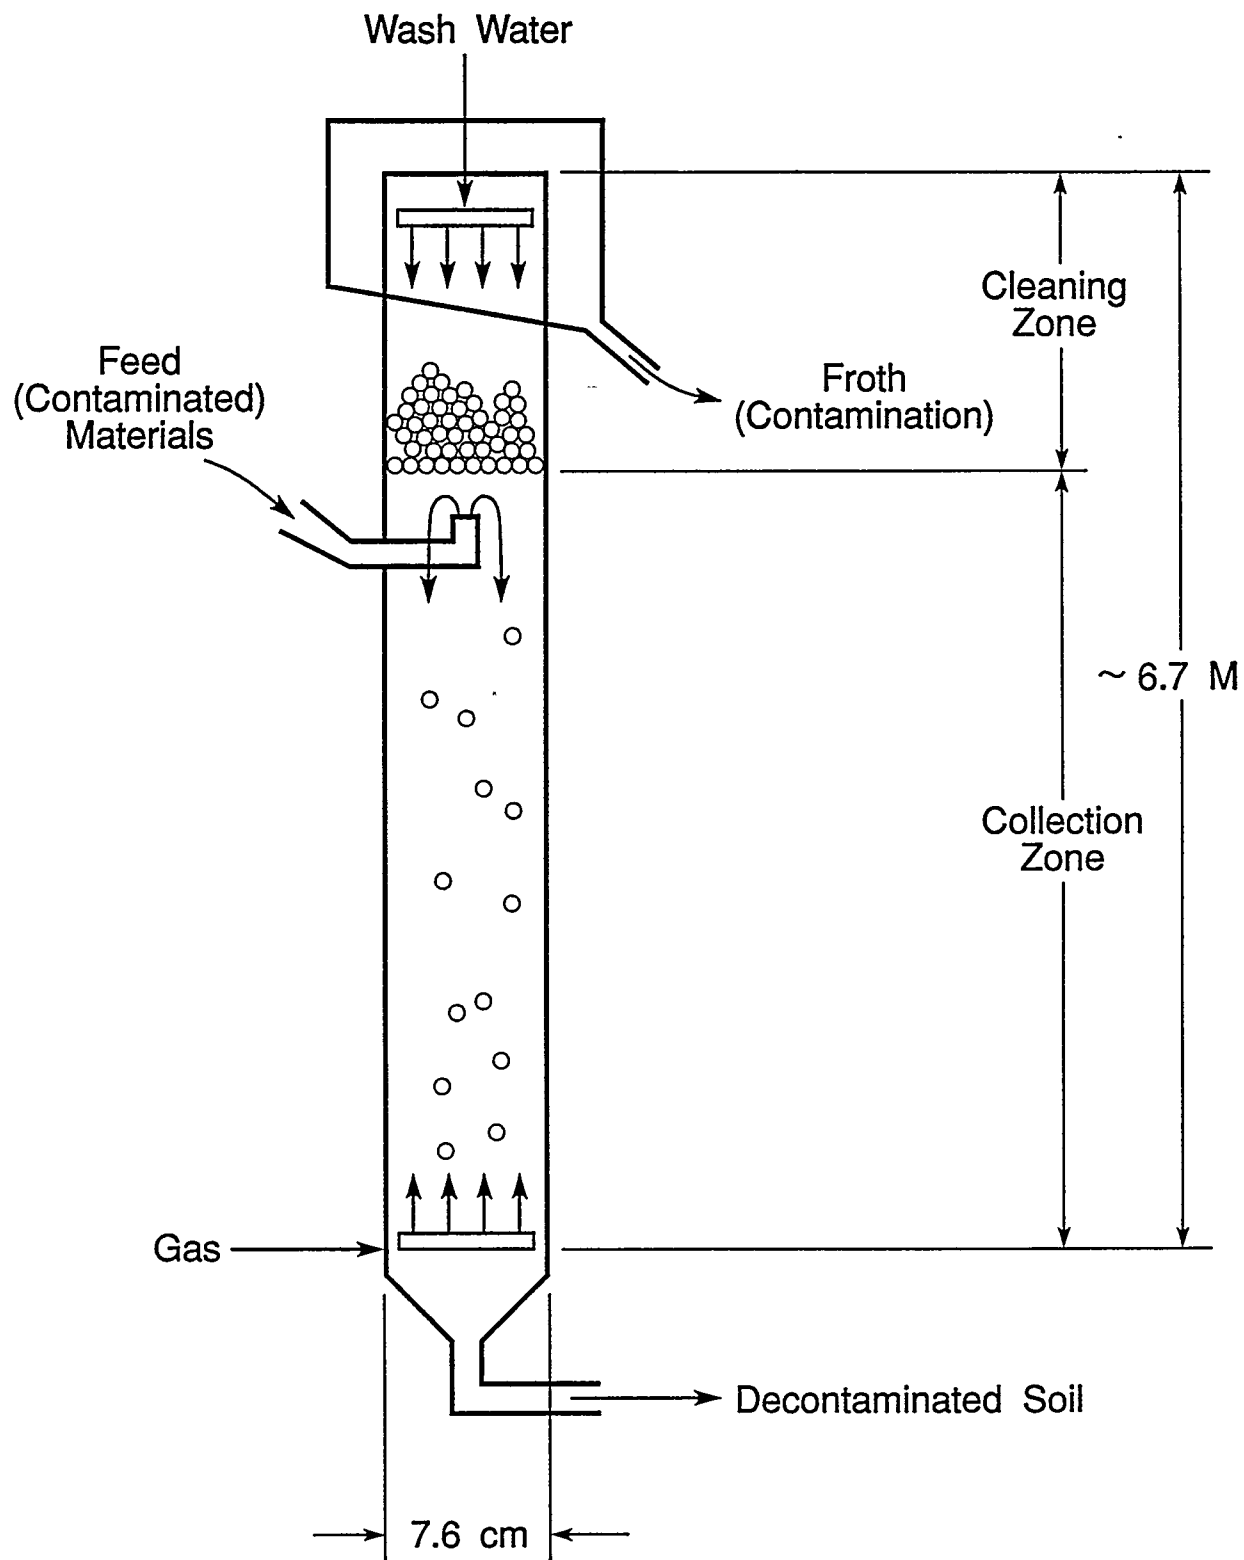 Wash Water
Cleaning
Zone
Feed
(Contaminated)
Materials
Froth
(Contamination)
~ 6.7 M
Collection
Zone
Gas
Decontaminated Soil
7.6 cm